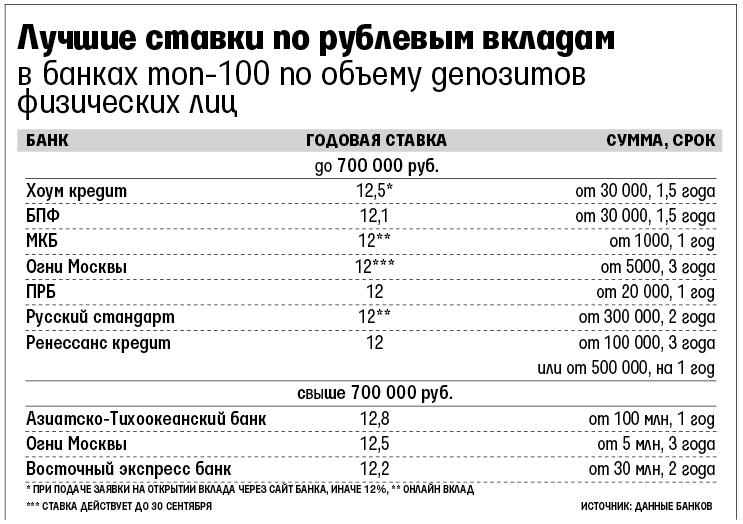 Лучшие ставки по рублевым вкладам
в банках топ-100 по объему депозитов
физических лиц
БАНК ГОДОВАЯ СТАВКА СУММА, СРОК
до 700 000 руб.
Хоум кредит 12,5* от 30 000, 1,5 года
БПФ 12,1 от 30 000, 1,5 года
МКБ 12** от 1000, 1 год
Огни Москвы 12*** от 5000, 3 года
ПРБ 12 от 20 000, 1 год
Русский стандарт 12** от 300 000, 2 года
Ренессанс кредит 12 от 100 000, 3 года
или от 500 000, на 1 год
свыше 700 000 руб.
Азиатско-Тихоокеанский банк 12,8 от 100 млн, 1 год
Огни Москвы 12,5 от 5 млн, 3 года
Восточный экспресс банк 12,2 от 30 млн, 2 года
* ПРИ ПОДАЧЕ ЗАЯВКИ НА ОТКРЫТИИ ВКЛАДА ЧЕРЕЗ САЙТ БАНКА, ИНАЧЕ 12%, ** ОНЛАЙН ВКЛАД
*** СТАВКА ДЕЙСТВУЕТ ДО 30 СЕНТЯБРЯ ИСТОЧНИК: ДАННЫЕ БАНКОВ